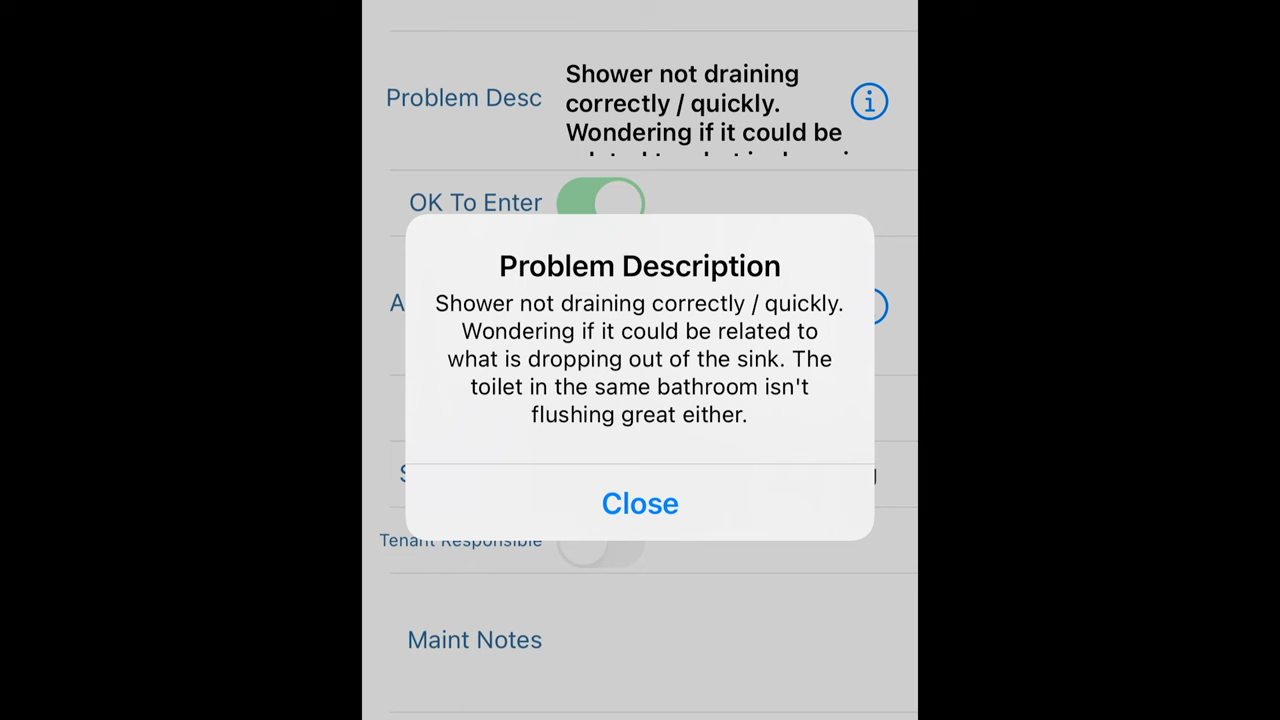 Problem Desc
Shower not draining
correctly / quickly.
Wondering if it could be
OK To Enter
Problem Description
Shower not draining correctly / quickly.
Wondering if it could be related to
what is dropping out of the sink. The
toilet in the same bathroom isn't
flushing great either.
Close
Tenant Responsible
Maint Notes